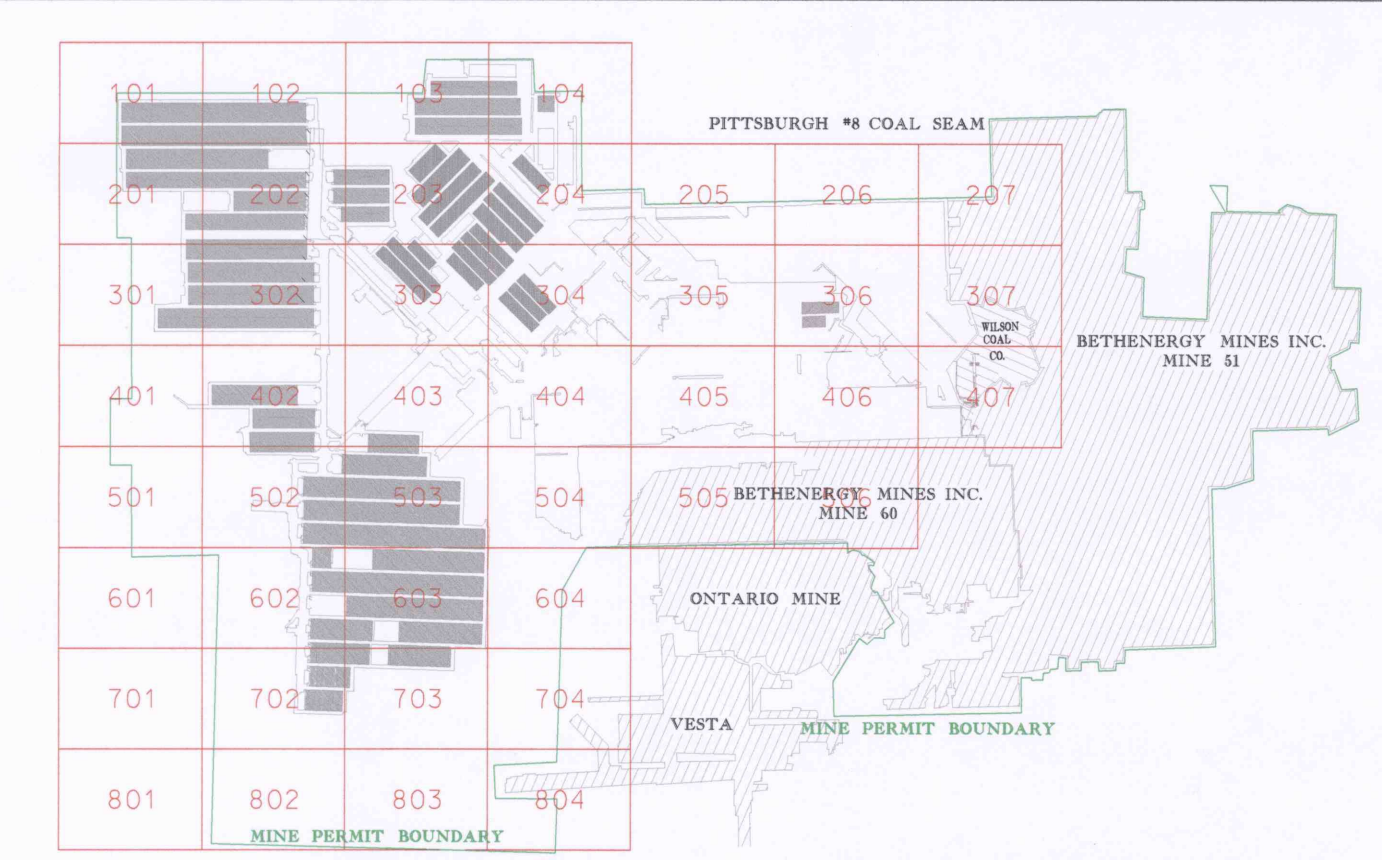 101 102 103 104
PITTSBURGH #8 COAL SEAM
201 202 203 204 205 206 207
301 302 303 304 305 306 307
WILSON
COAL
CO.
BETHENERGY MINES INC.
MINE 51
401 402 403 404 405 406 407
501 502 503 504 505 506
BETHENERGY MINES INC.
MINE 60
601 602 603 604
ONTARIO MINE
701 702 703 704
VESTA
MINE PERMIT BOUNDARY
801 802 803 804
MINE PERMIT BOUNDARY